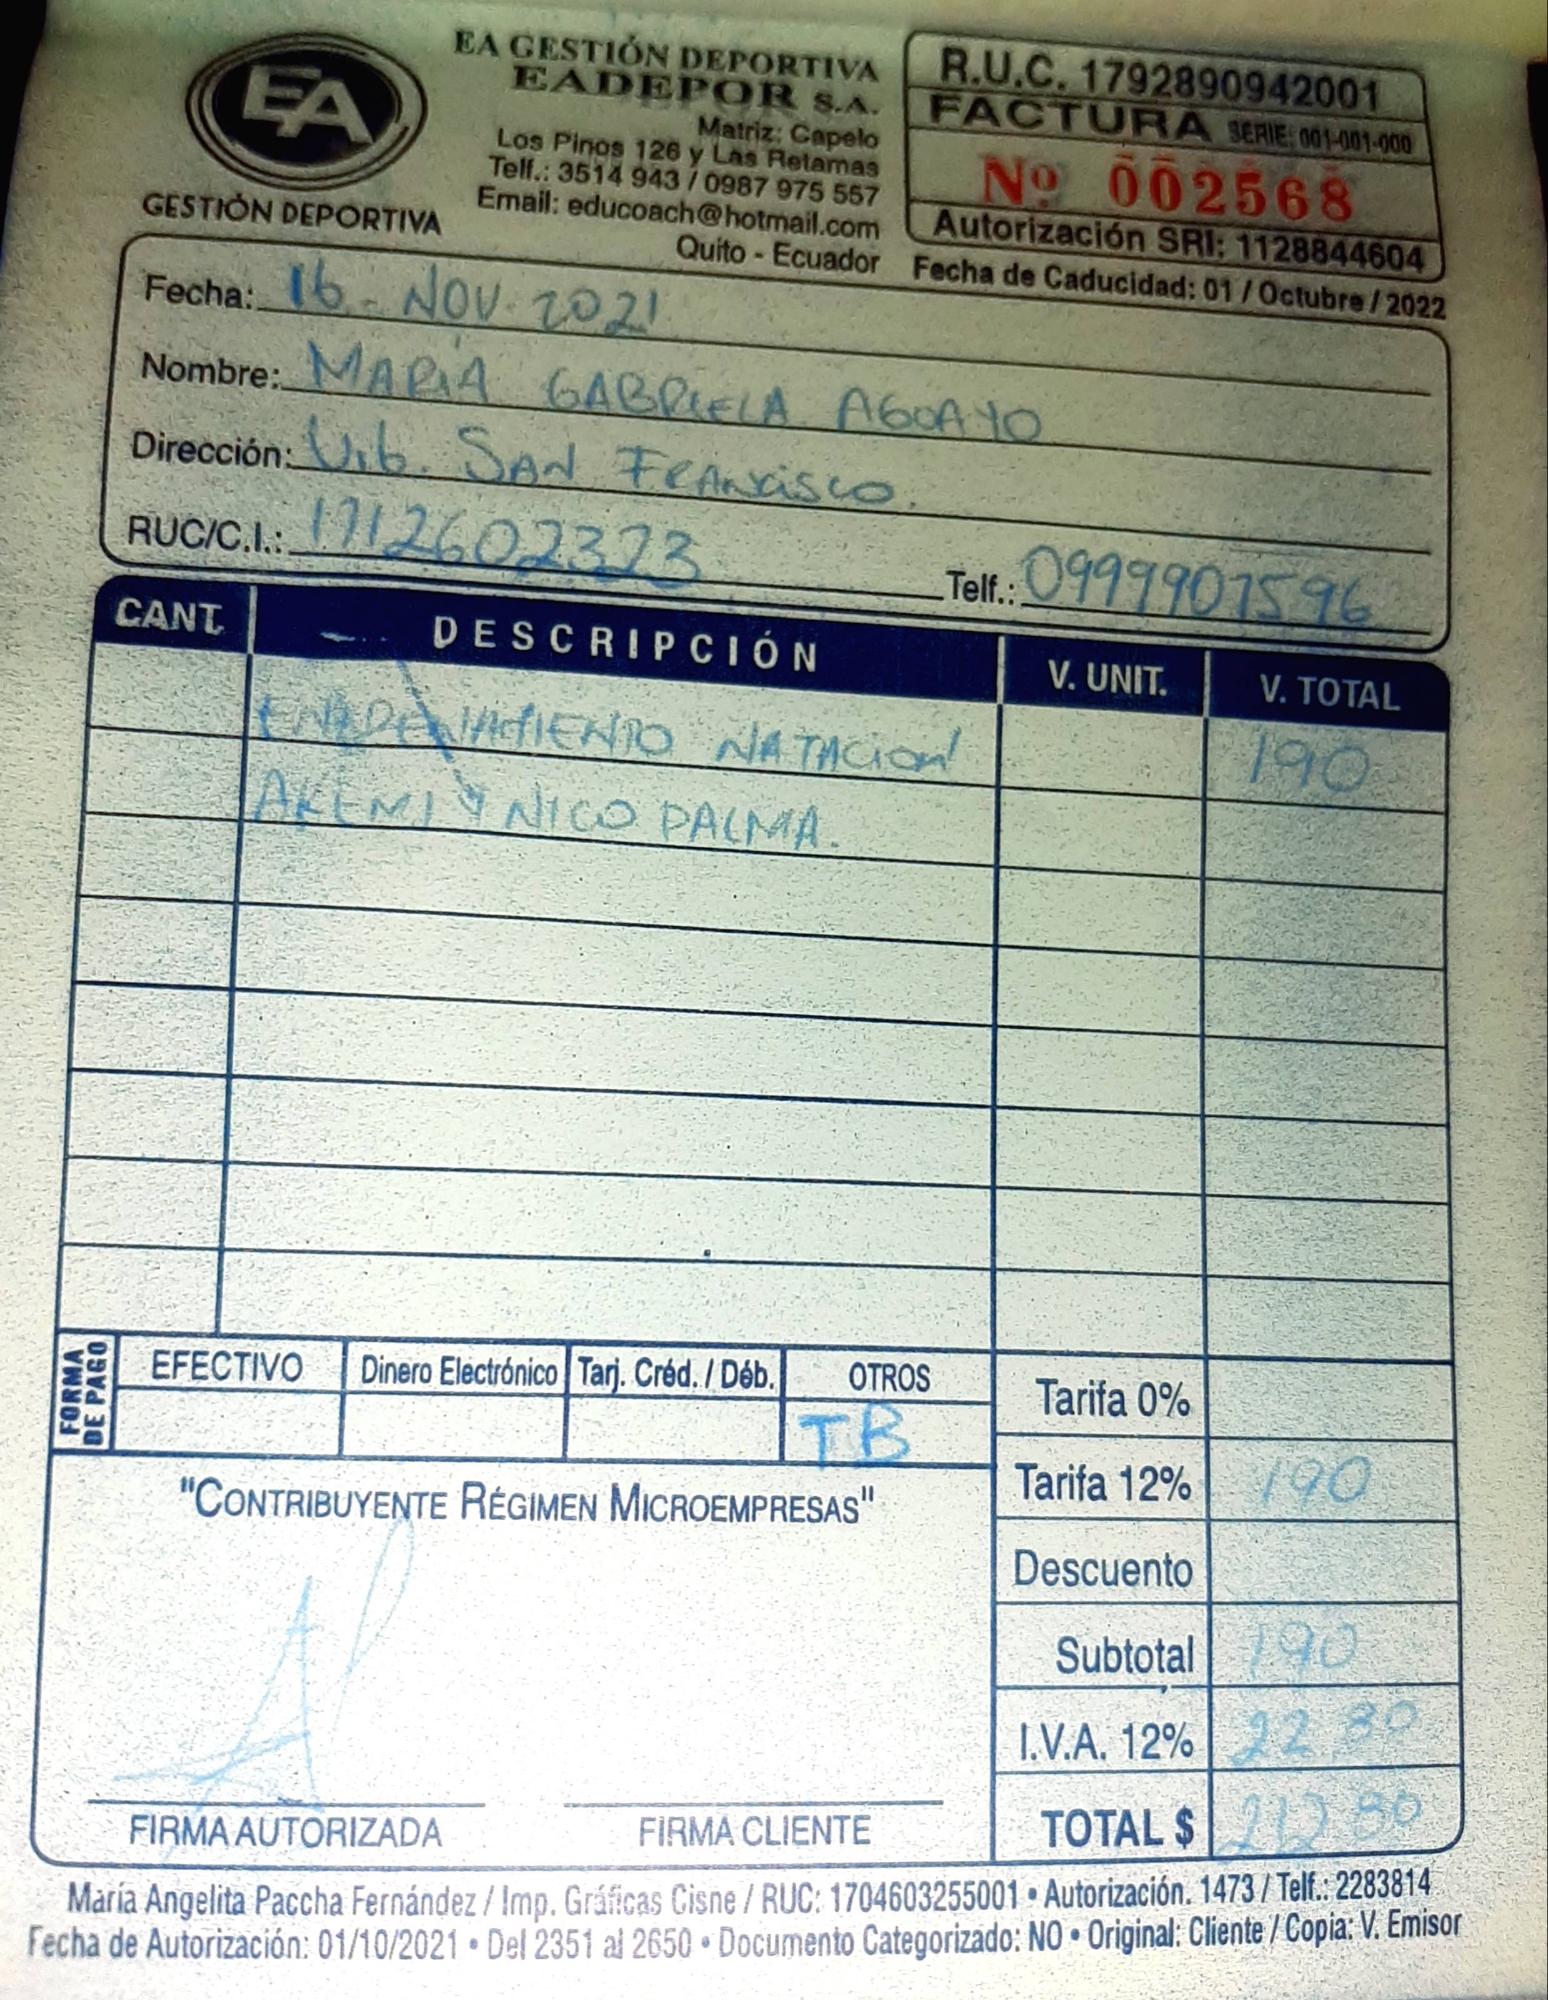 EA
GESTIÓN DEPORTIVA
EA GESTIÓN DEPORTIVA
EADEPOR S.A.
Matriz: Capelo
Los Pinos 126 y Las Retamas
Telf.: 3514 943 / 0987 975 557
Email: educoach@hotmail.com
Quito - Ecuador
R.U.C. 1792890942001
FACTURA SERIE: 001-001-000
Nº 002568
Autorización SRI: 1128844604
Fecha de Caducidad: 01 / Octubre / 2022
Fecha: 16 - NOV. 2021
Nombre: MARÍA GABRIELA AGUAYO
Dirección: Urb. SAN FRANCISCO.
RUC/C.I.: 1712602323 Telf.: 0999901596
CANT. DESCRIPCIÓN V. UNIT. V. TOTAL
ENTRENAMIENTO NATACION 190
AKEMI Y NICO PALMA.
FORMA DE PAGO
EFECTIVO Dinero Electrónico Tarj. Créd. / Déb. OTROS
TB
Tarifa 0%
Tarifa 12% 190
Descuento
Subtotal 190
I.V.A. 12% 22 80
TOTAL $ 212 80
"CONTRIBUYENTE RÉGIMEN MICROEMPRESAS"
FIRMA AUTORIZADA FIRMA CLIENTE
María Angelita Paccha Fernández / Imp. Gráficas Cisne / RUC: 1704603255001 • Autorización. 1473 / Telf.: 2283814
Fecha de Autorización: 01/10/2021 • Del 2351 al 2650 • Documento Categorizado: NO • Original: Cliente / Copia: V. Emisor